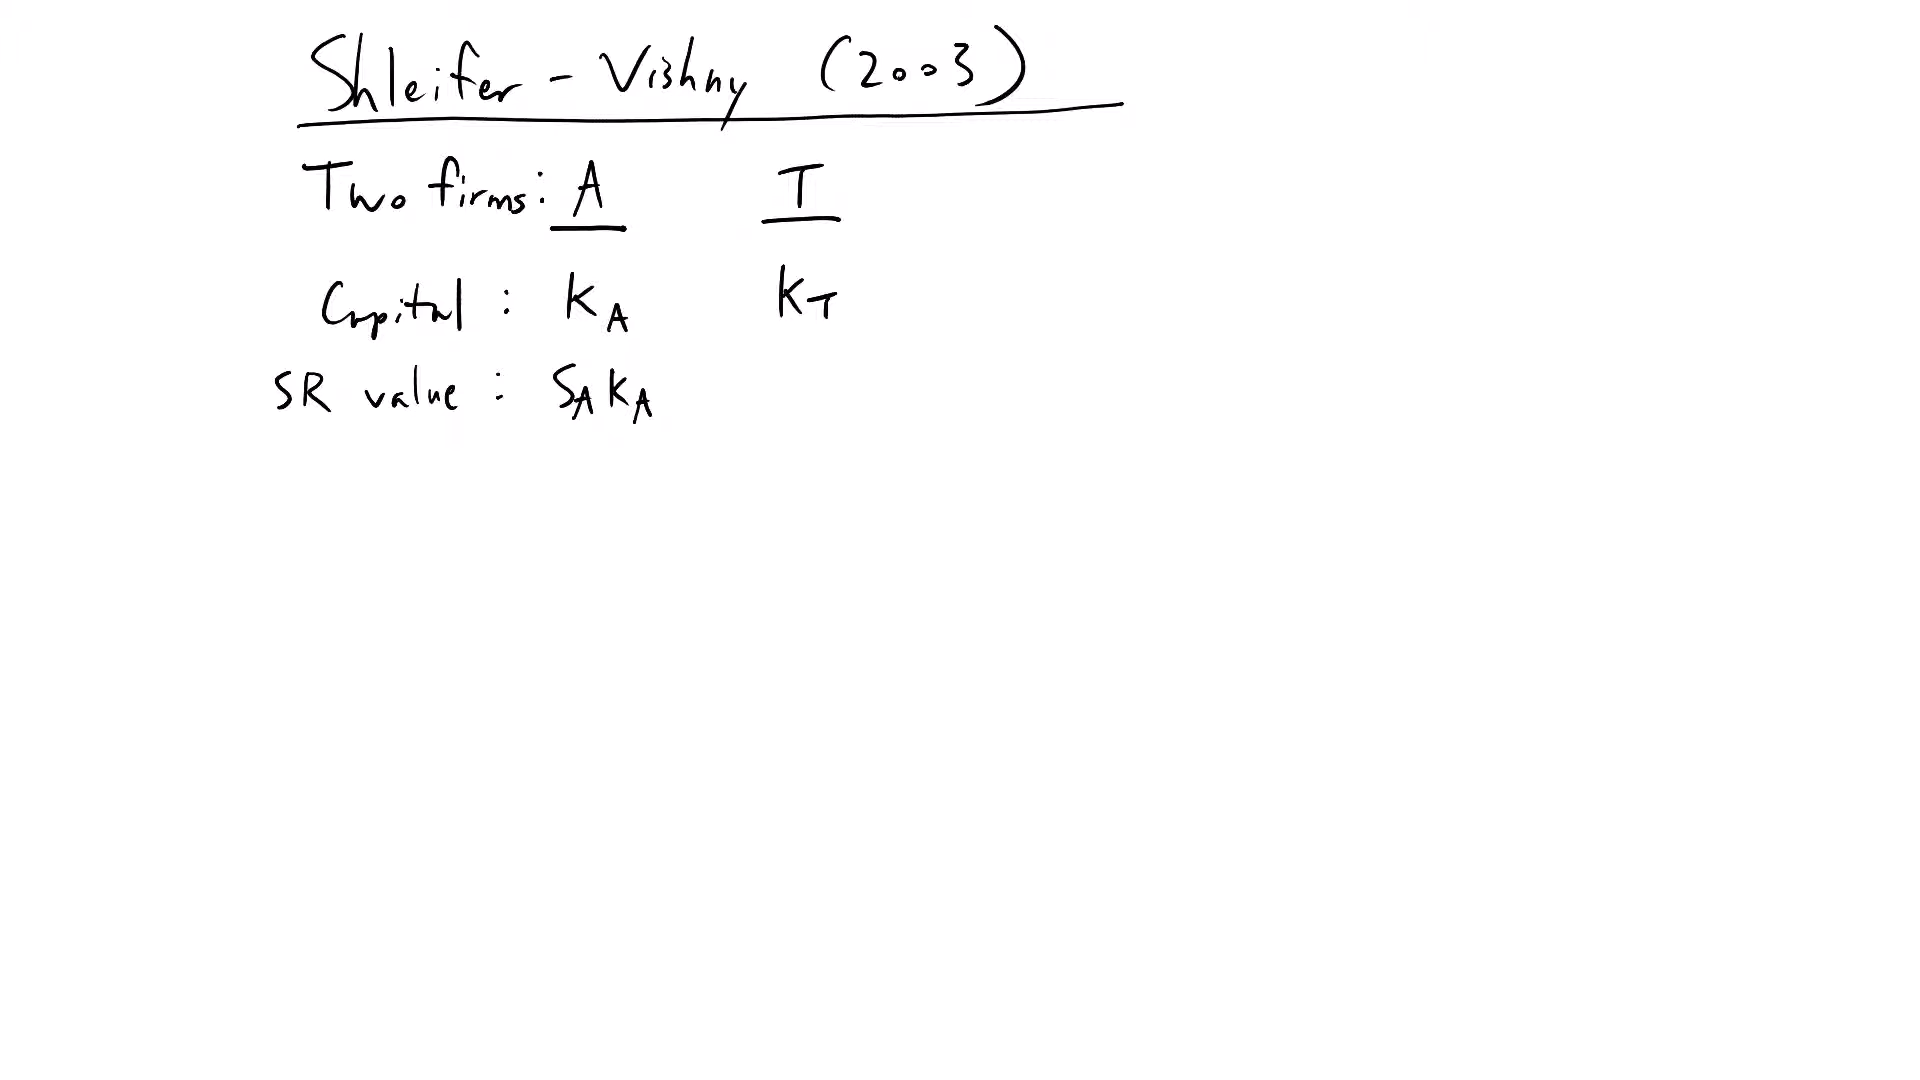 Shleifer - Vishny (2003)
Two firms: A T
Capital : K_A K_T
SR value : S_A K_A